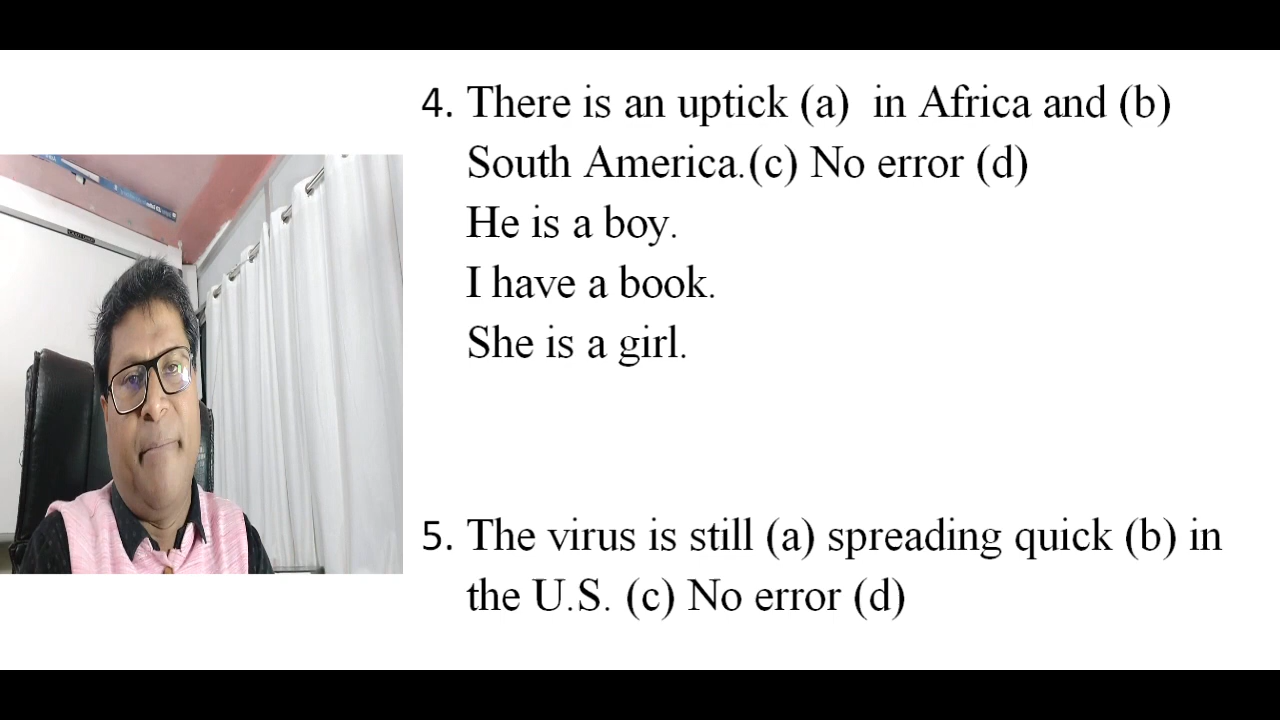 4. There is an uptick (a) in Africa and (b)
South America.(c) No error (d)
He is a boy.
I have a book.
She is a girl.
5. The virus is still (a) spreading quick (b) in
the U.S. (c) No error (d)